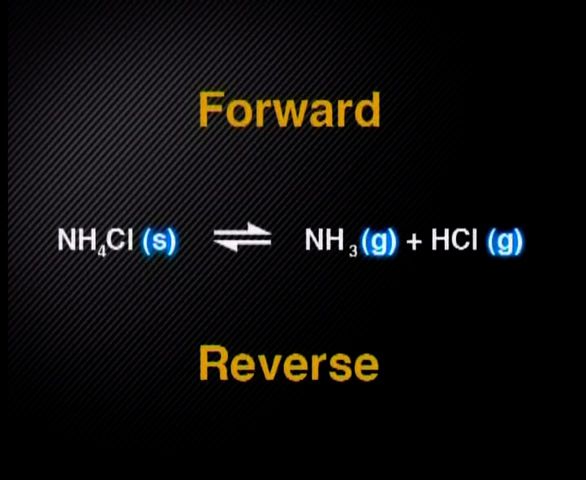 Forward
NH₄Cl (s) ⇌ NH₃ (g) + HCl (g)
Reverse